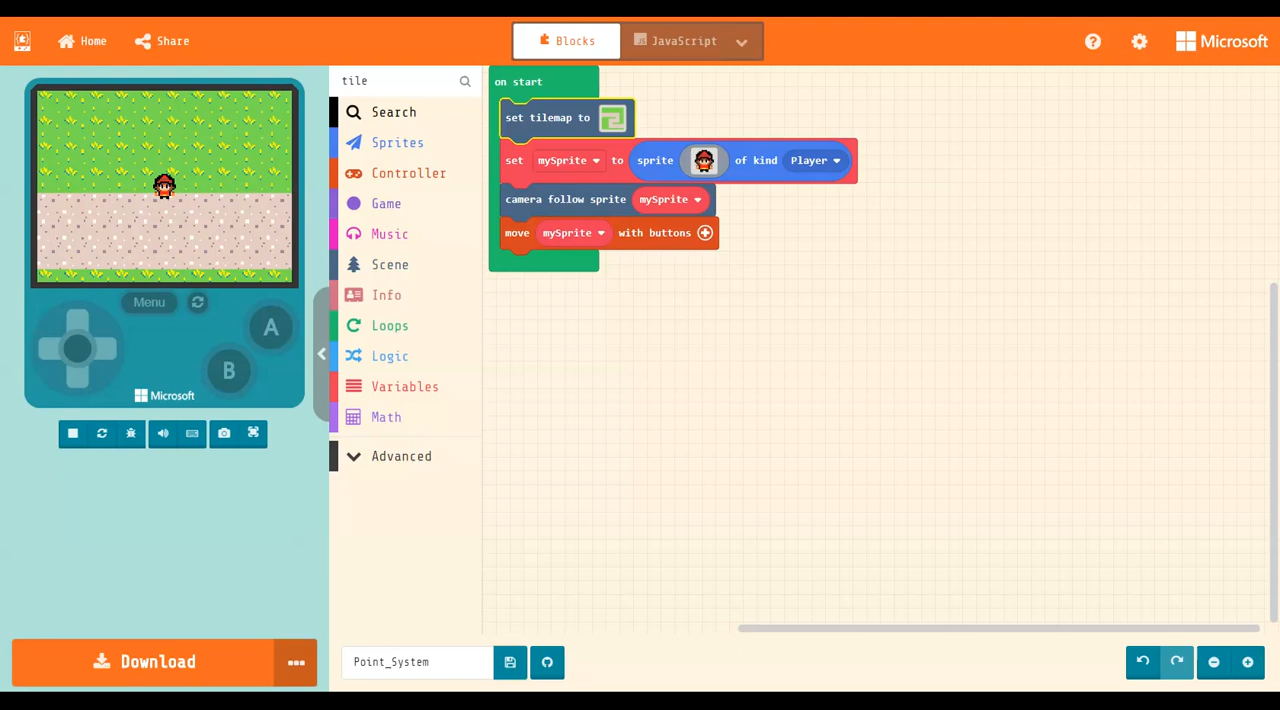 Home
Share
Blocks
JavaScript
Microsoft
tile
Search
Sprites
Controller
Game
Music
Scene
Info
Loops
Logic
Variables
Math
Advanced
on start
set tilemap to
set mySprite to sprite of kind Player
camera follow sprite mySprite
move mySprite with buttons
Menu
A
B
Microsoft
Download
Point_System